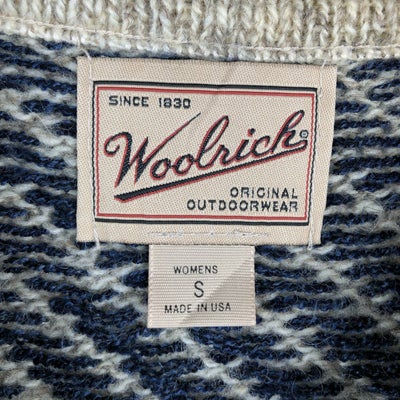 SINCE 1830
Woolrich®
ORIGINAL
OUTDOORWEAR
WOMENS
S
MADE IN USA